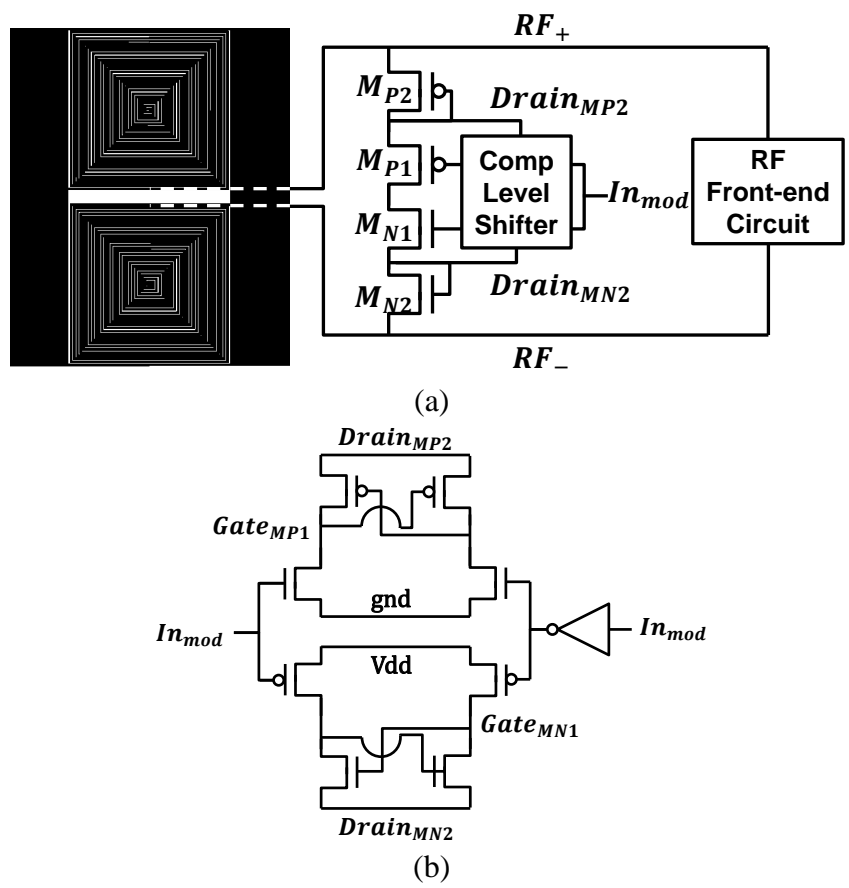 RF+
MP2
DrainMP2
MP1
Comp Level Shifter
Inmod
RF Front-end Circuit
MN1
MN2
DrainMN2
RF−
(a)
DrainMP2
GateMP1
gnd
Inmod
Inmod
Vdd
GateMN1
DrainMN2
(b)